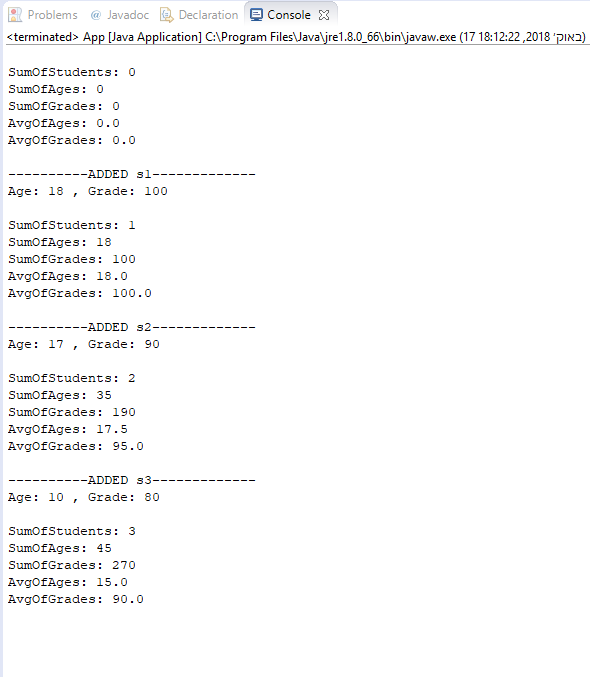 Problems @ Javadoc Declaration Console
<terminated> App [Java Application] C:\Program Files\Java\jre1.8.0_66\bin\javaw.exe (17 באוק׳ 2018, 18:12:22)
SumOfStudents: 0
SumOfAges: 0
SumOfGrades: 0
AvgOfAges: 0.0
AvgOfGrades: 0.0
----------ADDED s1-------------
Age: 18 , Grade: 100
SumOfStudents: 1
SumOfAges: 18
SumOfGrades: 100
AvgOfAges: 18.0
AvgOfGrades: 100.0
----------ADDED s2-------------
Age: 17 , Grade: 90
SumOfStudents: 2
SumOfAges: 35
SumOfGrades: 190
AvgOfAges: 17.5
AvgOfGrades: 95.0
----------ADDED s3-------------
Age: 10 , Grade: 80
SumOfStudents: 3
SumOfAges: 45
SumOfGrades: 270
AvgOfAges: 15.0
AvgOfGrades: 90.0